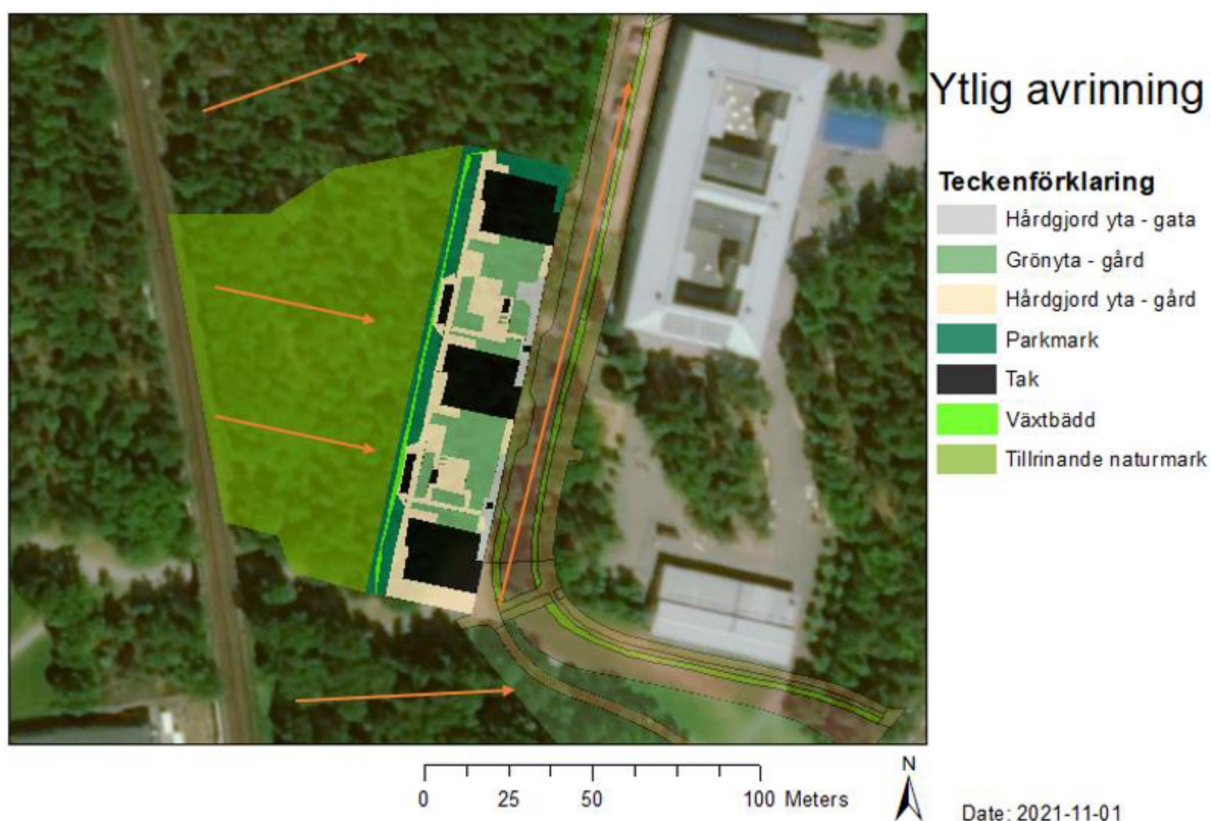 Ytlig avrinning
Teckenförklaring
Hårdgjord yta - gata
Grönyta - gård
Hårdgjord yta - gård
Parkmark
Tak
Växtbädd
Tillrinande naturmark
0 25 50 100 Meters
N
Date: 2021-11-01